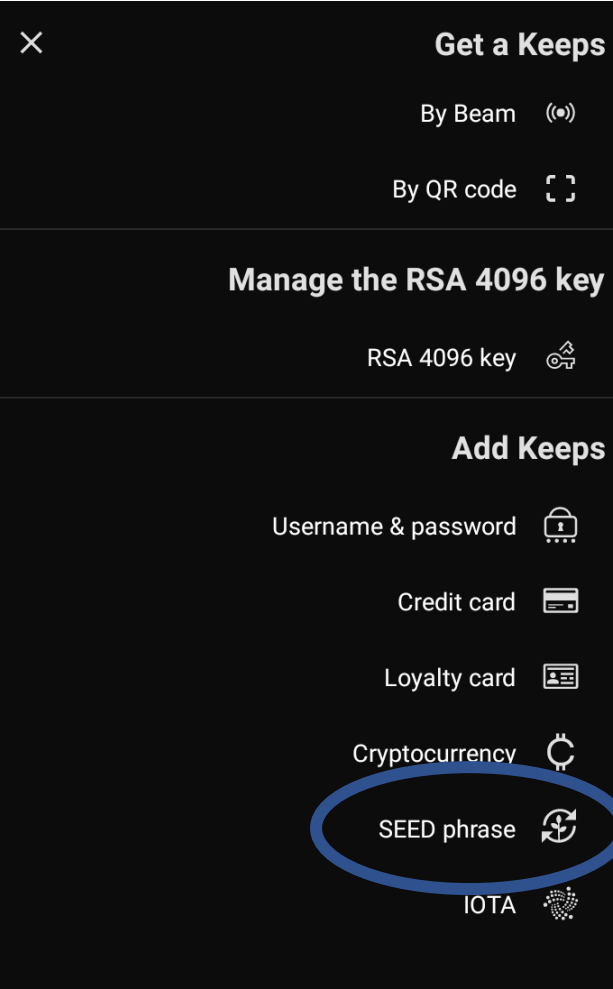 Get a Keeps
By Beam
By QR code
Manage the RSA 4096 key
RSA 4096 key
Add Keeps
Username & password
Credit card
Loyalty card
Cryptocurrency
SEED phrase
IOTA